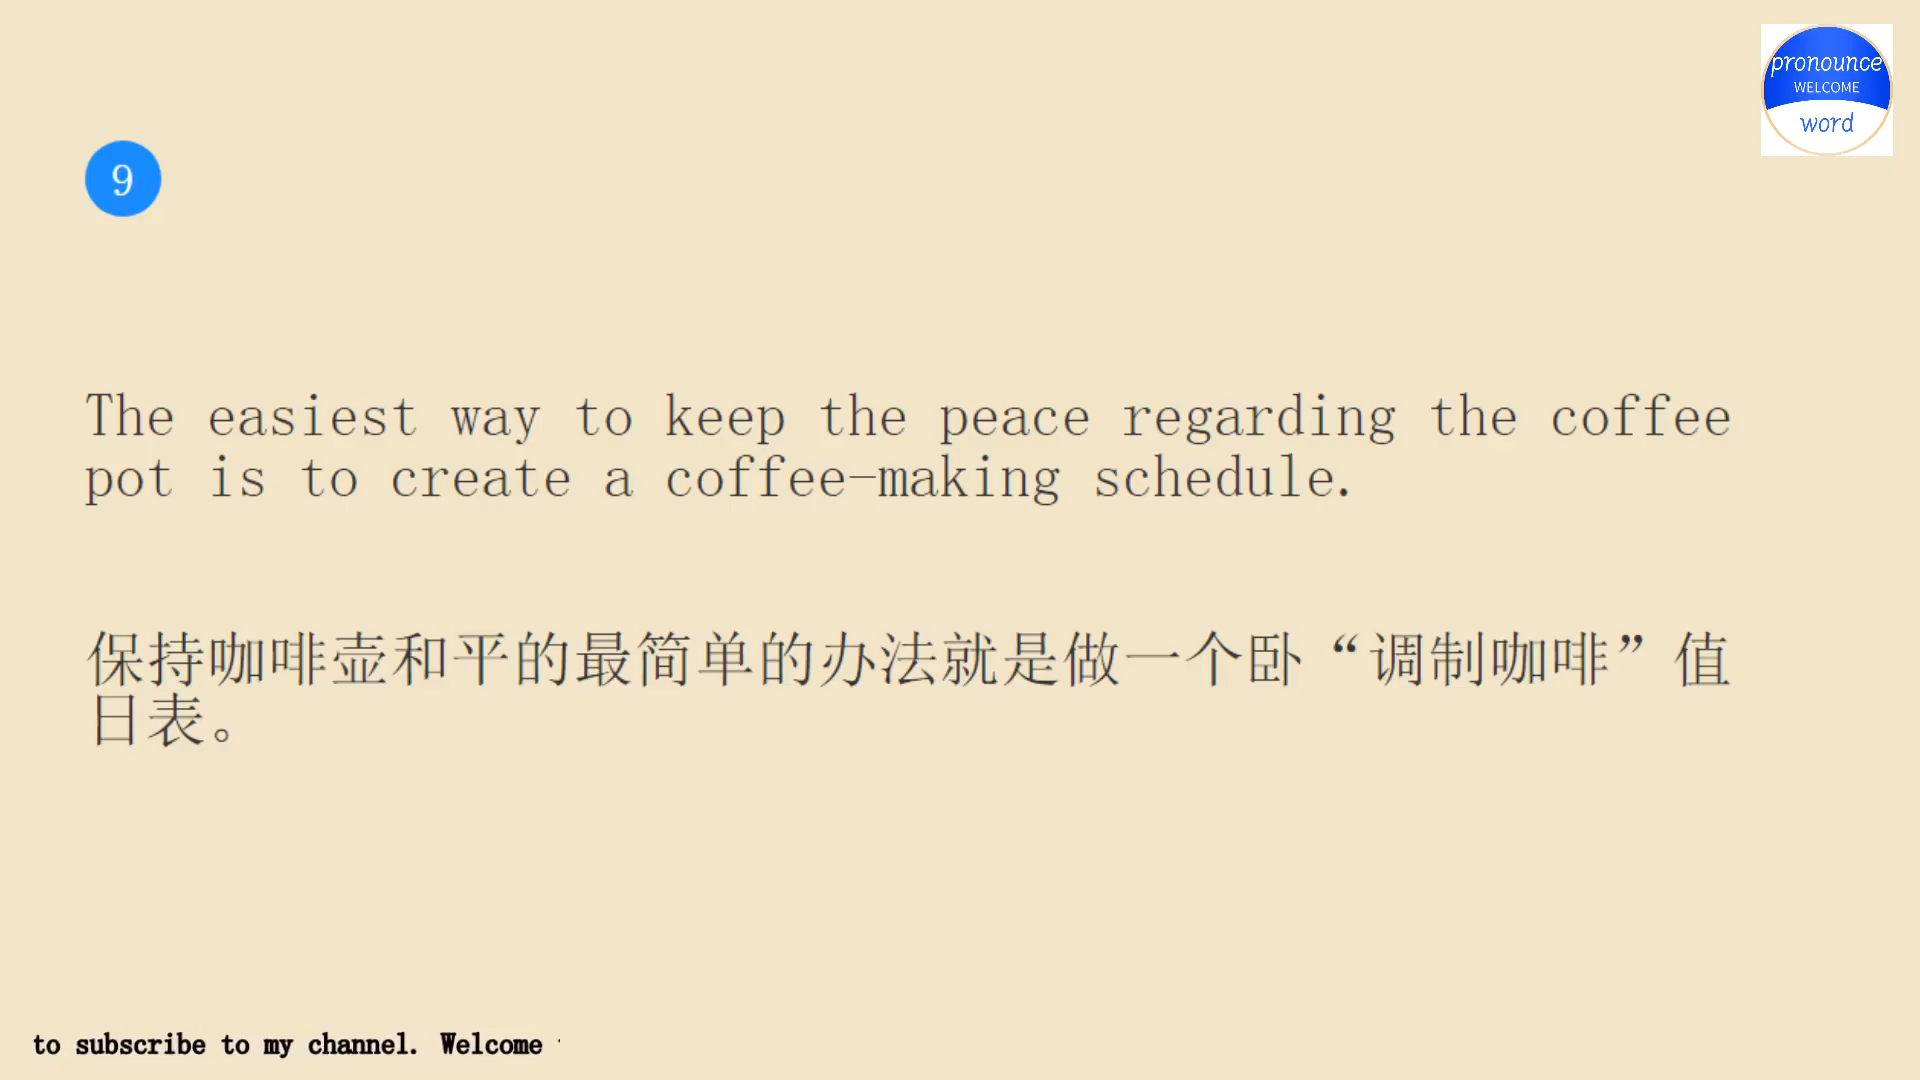 pronounce
WELCOME
word
9
The easiest way to keep the peace regarding the coffee
pot is to create a coffee-making schedule.
保持咖啡壶和平的最简单的办法就是做一个卧“调制咖啡”值
日表。
to subscribe to my channel. Welcome